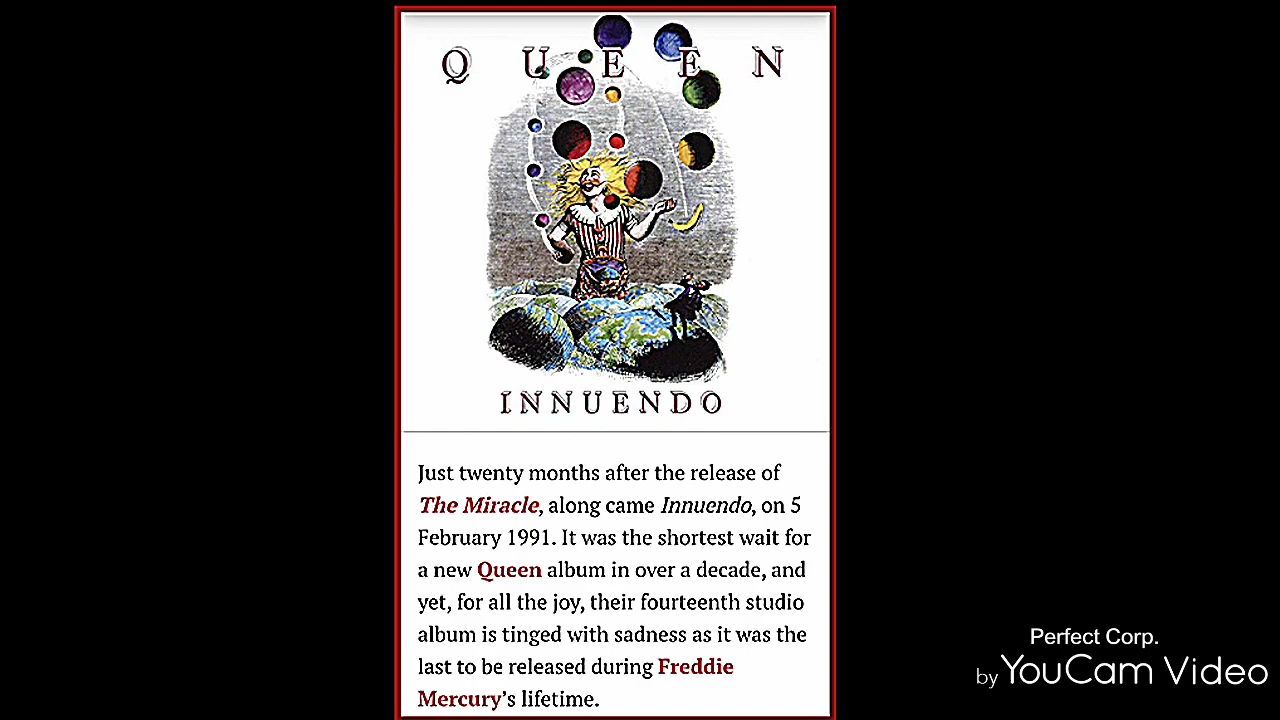 QUEEN
INNUENDO
Just twenty months after the release of
The Miracle, along came Innuendo, on 5
February 1991. It was the shortest wait for
a new Queen album in over a decade, and
yet, for all the joy, their fourteenth studio
album is tinged with sadness as it was the
last to be released during Freddie
Mercury's lifetime.
Perfect Corp.
by YouCam Video